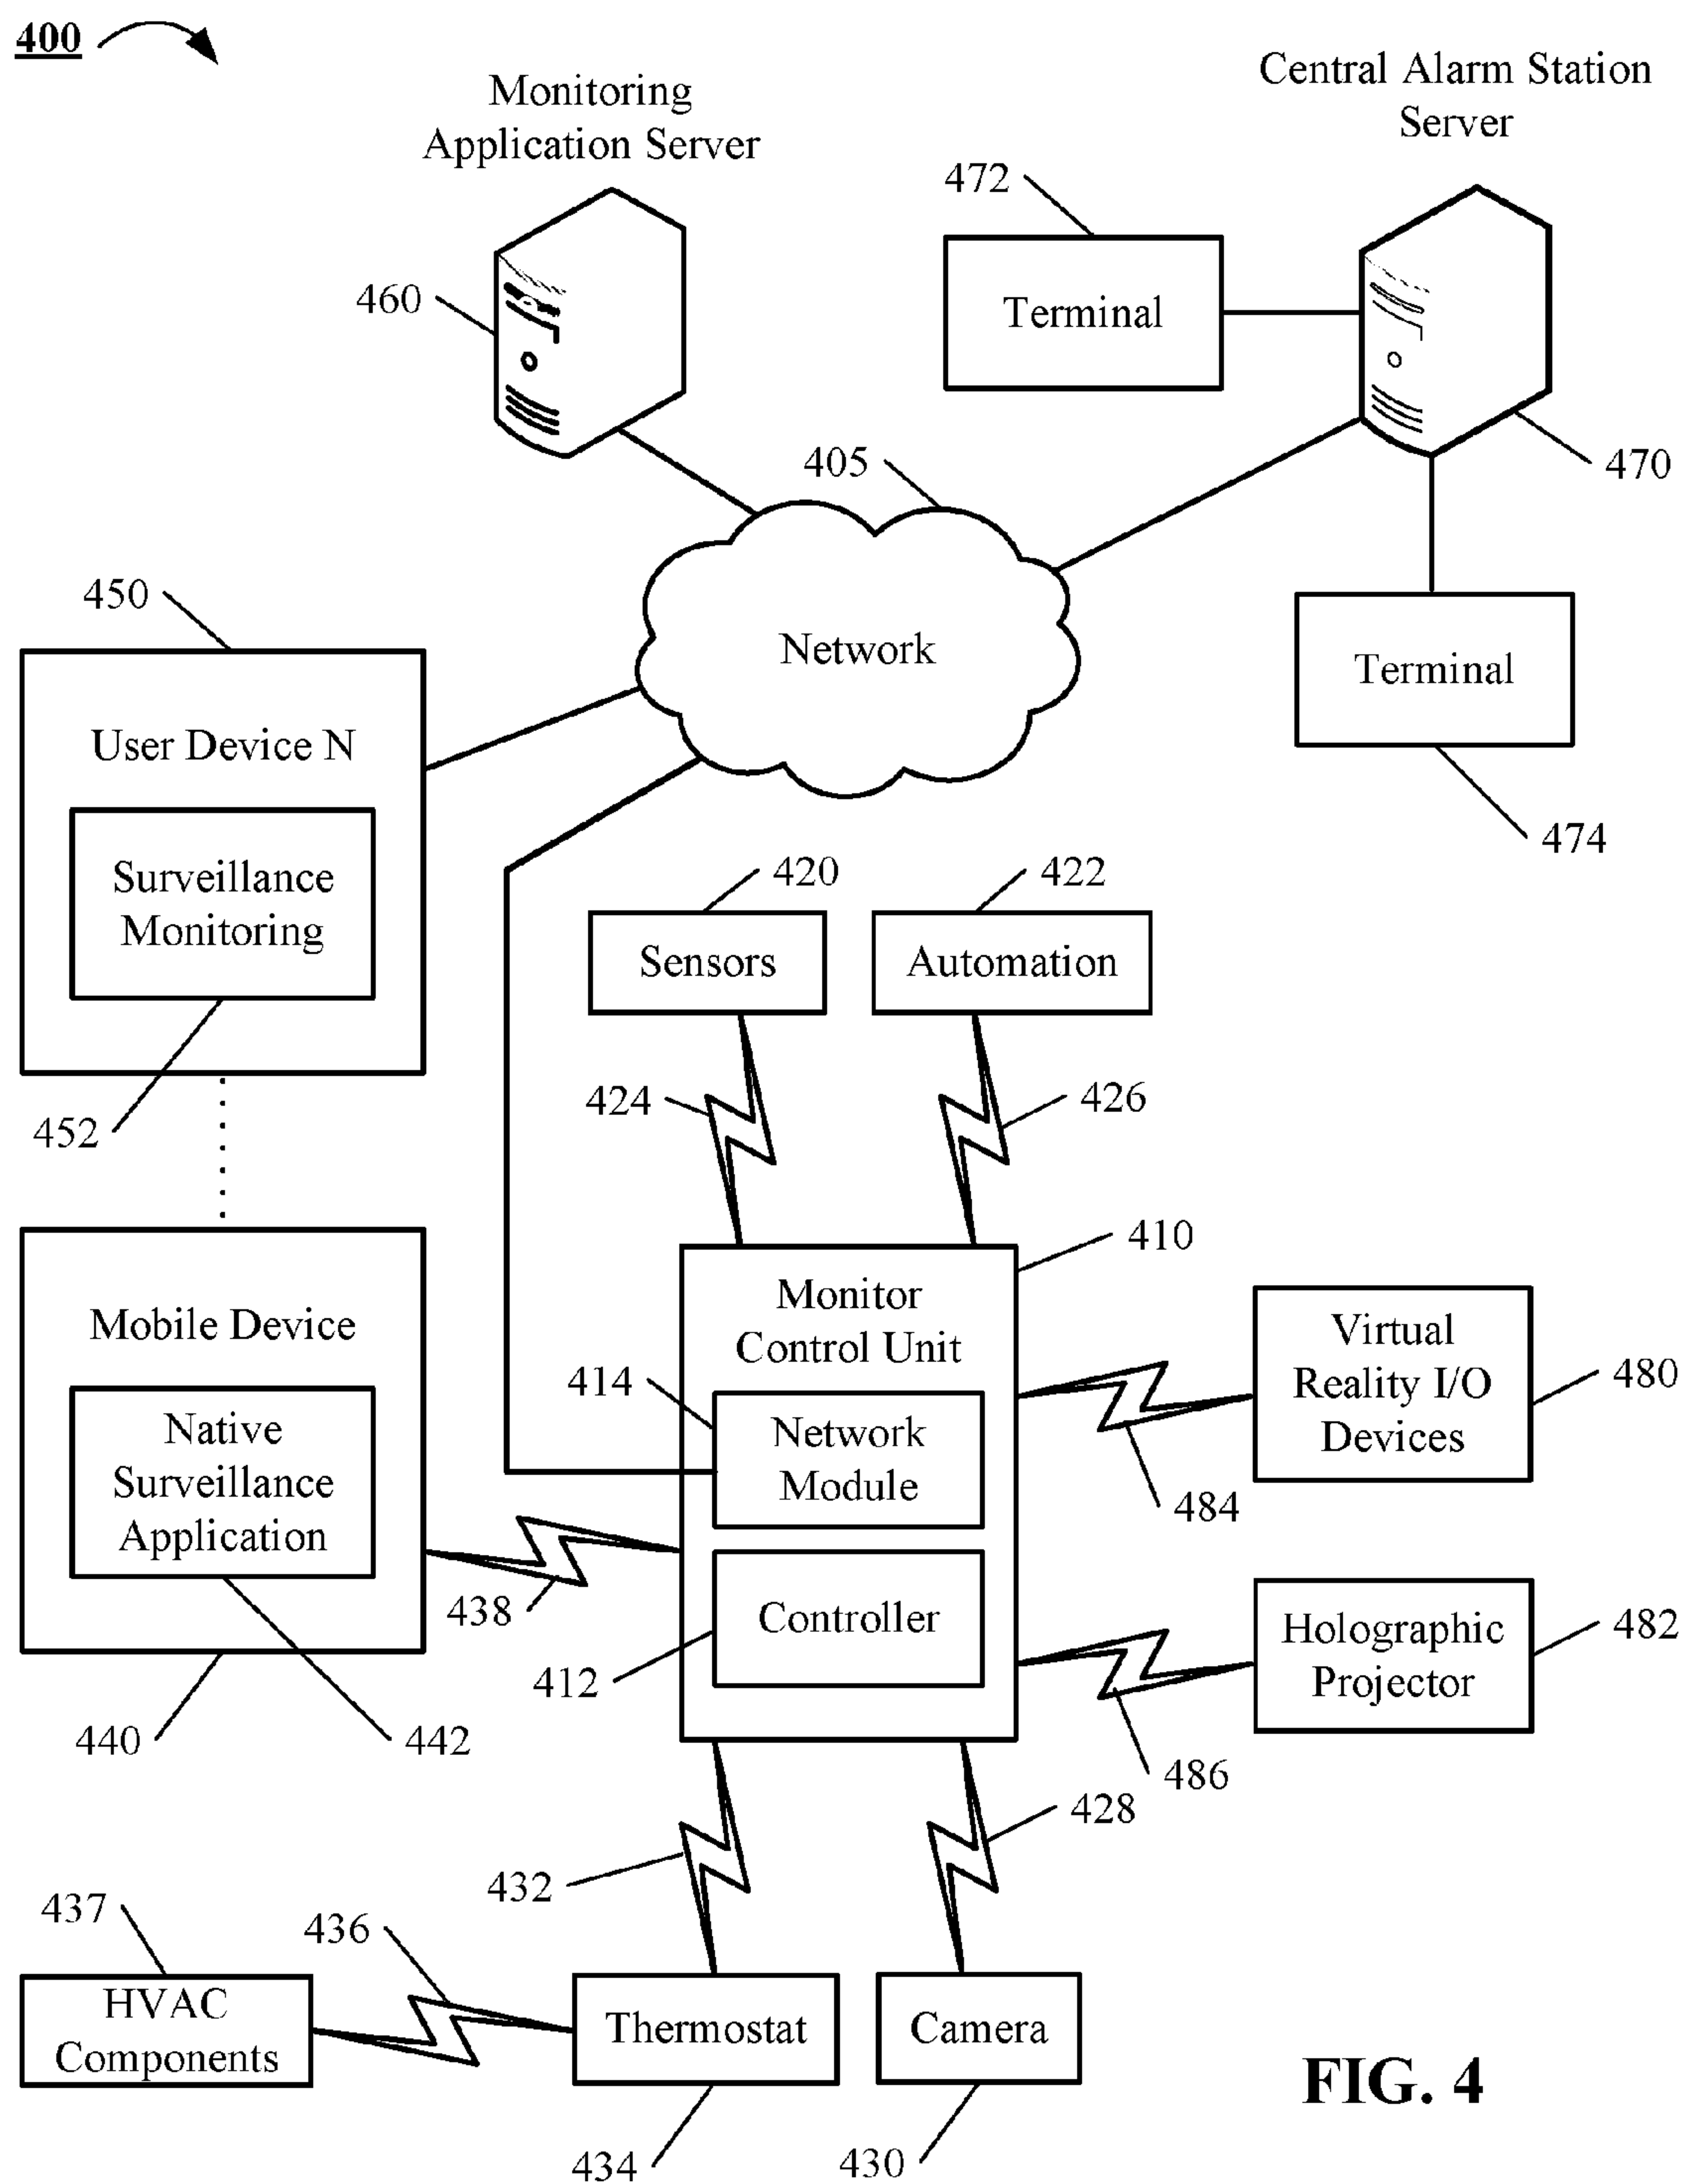 400
Monitoring
Application Server
Central Alarm Station
Server
472
Terminal
460
405
470
Network
450
Terminal
User Device N
474
Surveillance
Monitoring
420
422
Sensors
Automation
452
424
426
410
Mobile Device
Monitor
Control Unit
Virtual
Reality I/O
Devices
480
414
Network
Module
Native
Surveillance
Application
484
438
Controller
Holographic
Projector
482
412
440
442
486
428
432
437
436
HVAC
Components
Thermostat
Camera
434
430
FIG. 4